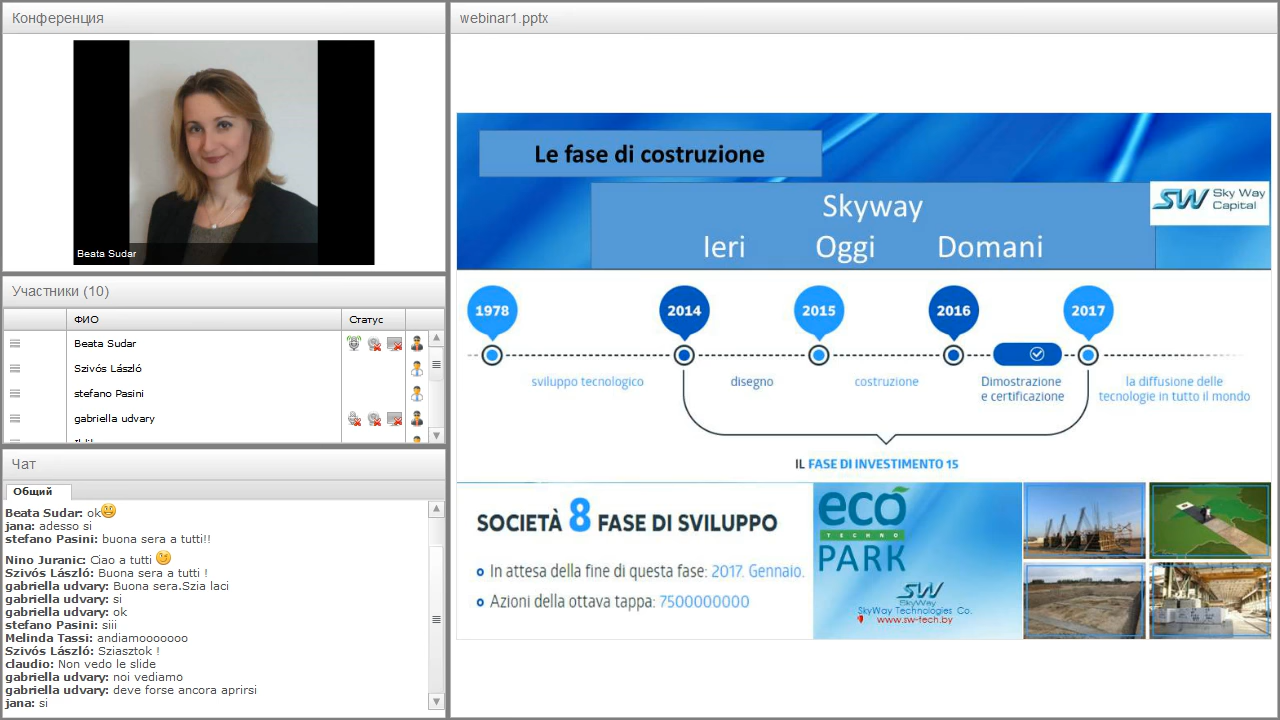 Конференция
Beata Sudar
Участники (10)
ФИО Статус
Beata Sudar
Szivós László
stefano Pasini
gabriella udvary
Чат
Общий
Beata Sudar: ok
jana: adesso si
stefano Pasini: buona sera a tutti!!
Nino Juranic: Ciao a tutti
Szivós László: Buona sera a tutti !
gabriella udvary: Buona sera.Szia laci
gabriella udvary: si
gabriella udvary: ok
stefano Pasini: siii
Melinda Tassi: andiamooooooo
Szivós László: Sziasztok !
claudio: Non vedo le slide
gabriella udvary: noi vediamo
gabriella udvary: deve forse ancora aprirsi
jana: si
webinar1.pptx
Le fase di costruzione
Skyway
Ieri Oggi Domani
SW Sky Way
Capital
1978 2014 2015 2016 2017
sviluppo tecnologico disegno costruzione Dimostrazione
e certificazione
la diffusione delle
tecnologie in tutto il mondo
IL FASE DI INVESTIMENTO 15
SOCIETÀ 8 FASE DI SVILUPPO
In attesa della fine di questa fase: 2017. Gennaio.
Azioni della ottava tappa: 7500000000
eco
TECHNO
PARK
SW
SkyWay
SkyWay Technologies Co.
www.sw-tech.by